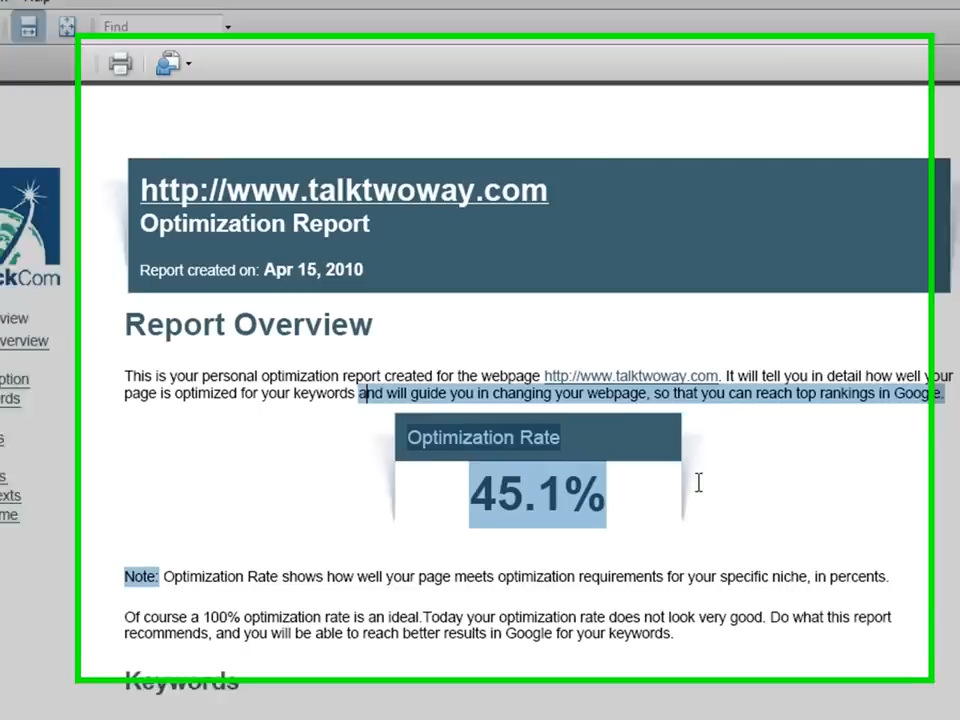 Help
Find
http://www.talktwoway.com
Optimization Report
Report created on: Apr 15, 2010
ckCom
view
verview
ption
rds
s
s
exts
me
Report Overview
This is your personal optimization report created for the webpage http://www.talktwoway.com. It will tell you in detail how well your
page is optimized for your keywords and will guide you in changing your webpage, so that you can reach top rankings in Google.
Optimization Rate
45.1%
Note: Optimization Rate shows how well your page meets optimization requirements for your specific niche, in percents.
Of course a 100% optimization rate is an ideal.Today your optimization rate does not look very good. Do what this report
recommends, and you will be able to reach better results in Google for your keywords.
Keywords